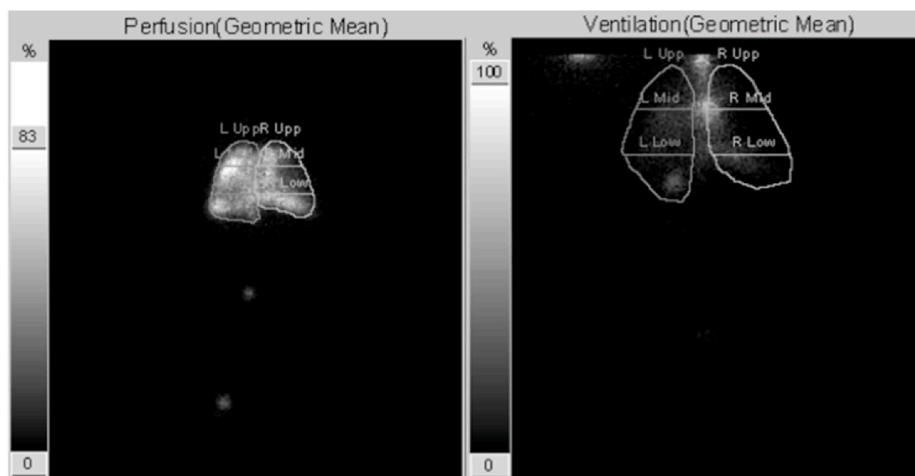 Perfusion(Geometric Mean)
%
83
0
L Upp R Upp
Mid
Low
Ventilation(Geometric Mean)
%
100
0
L Upp R Upp
L Mid R Mid
L Low R Low